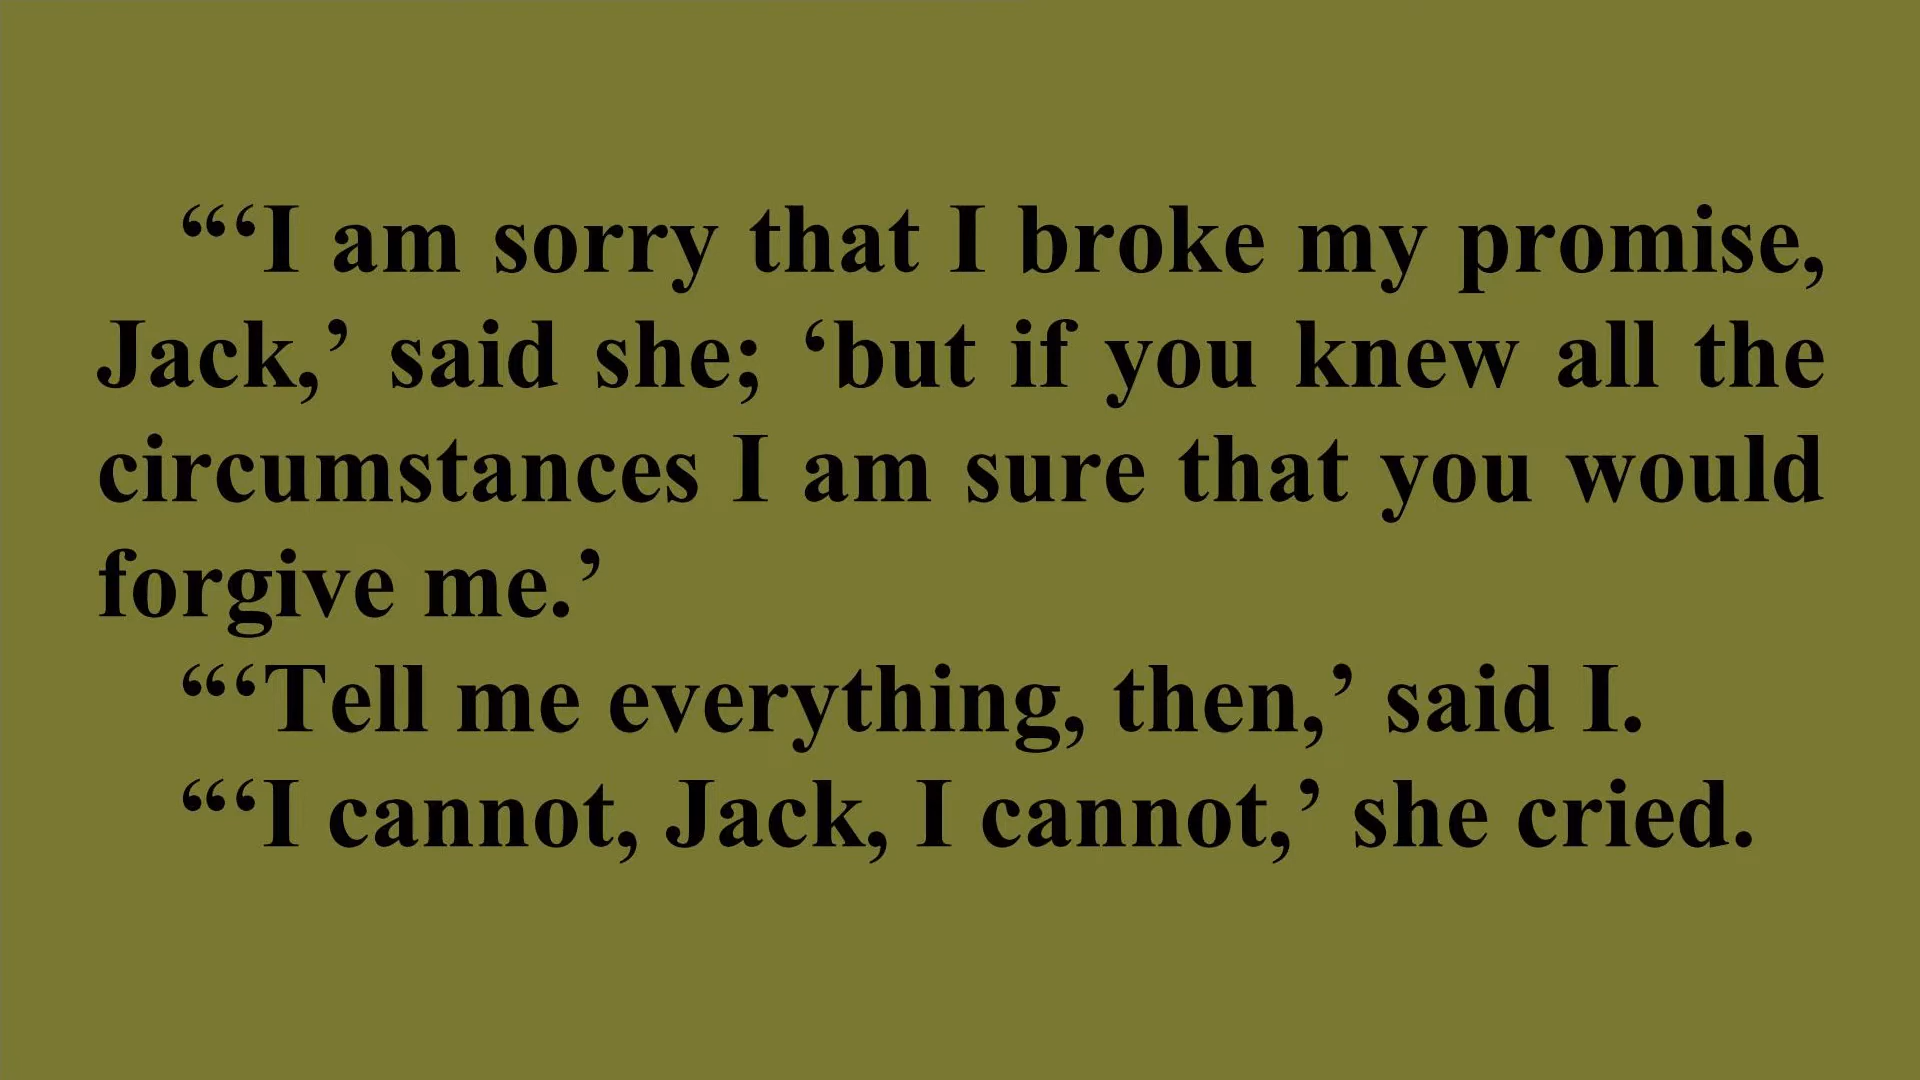 “‘I am sorry that I broke my promise,
Jack,’ said she; ‘but if you knew all the
circumstances I am sure that you would
forgive me.’
“‘Tell me everything, then,’ said I.
“‘I cannot, Jack, I cannot,’ she cried.